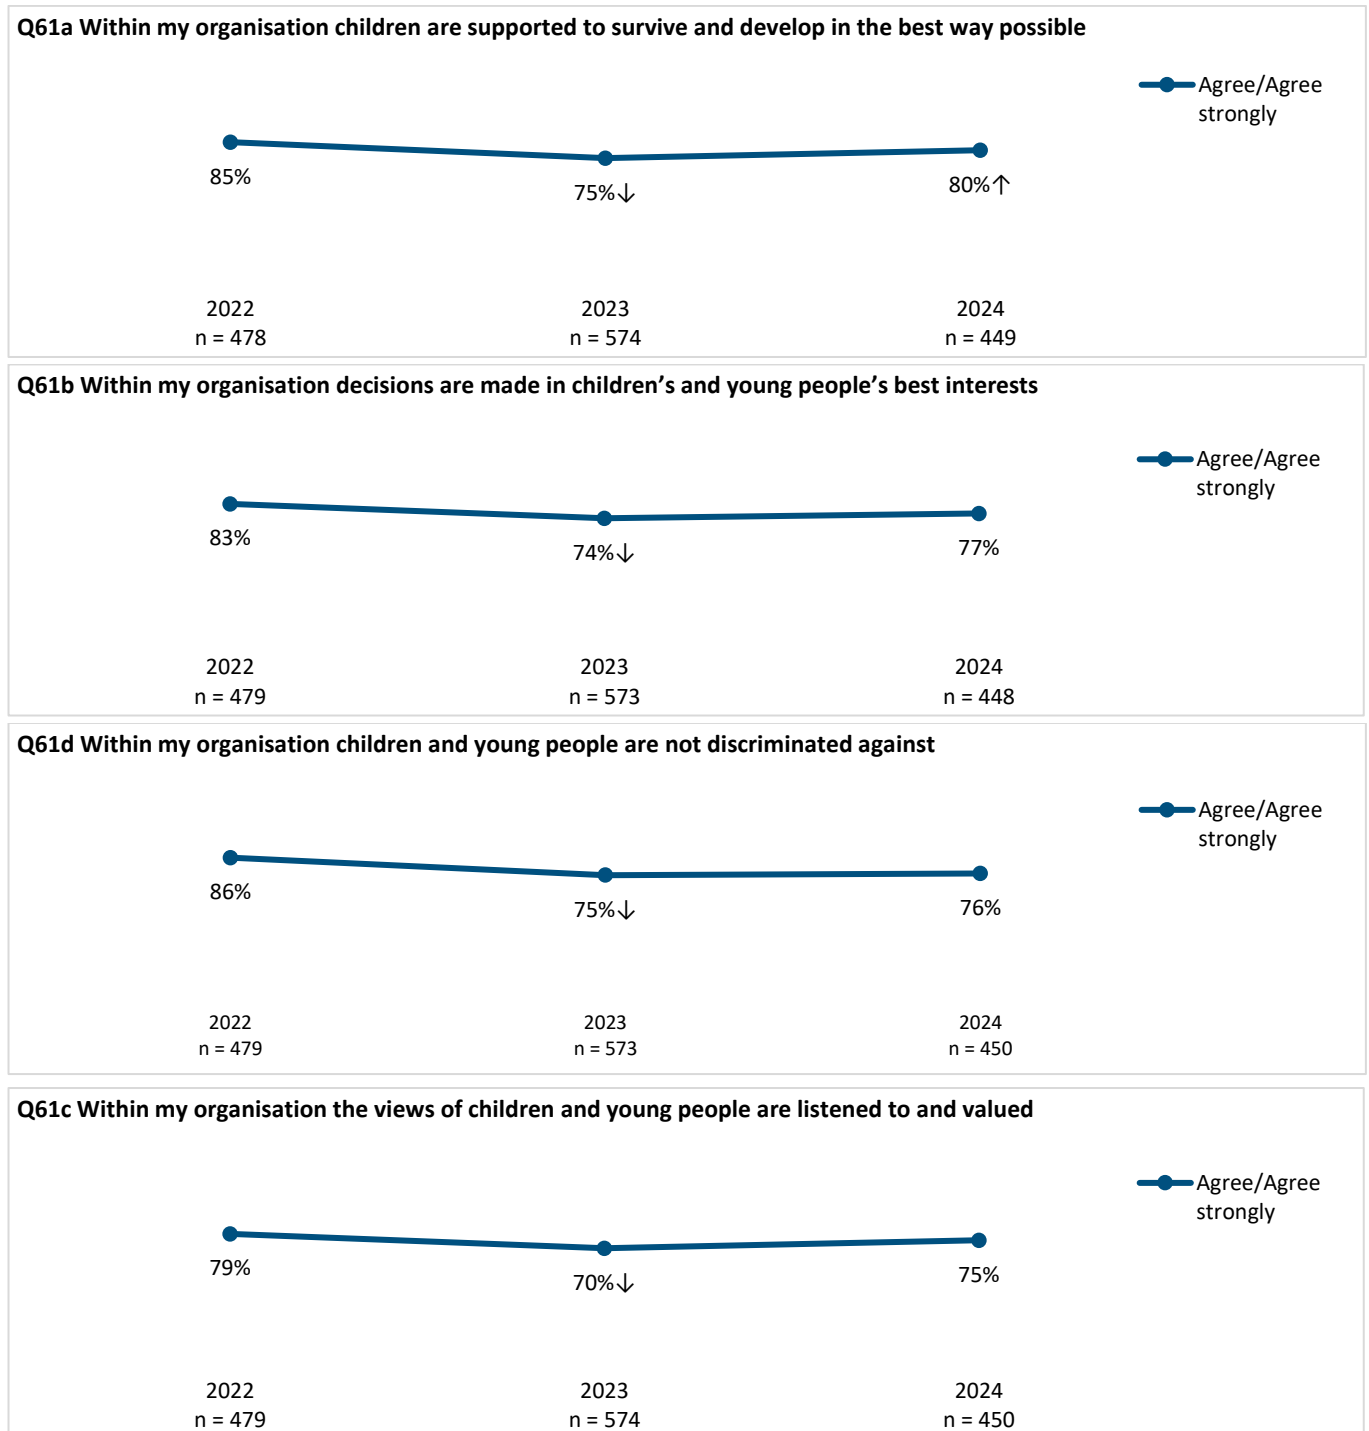 Q61a Within my organisation children are supported to survive and develop in the best way possible
Agree/Agree
strongly
85%
75%↓
80%↑
2022
2023
2024
n = 478
n = 574
n = 449
Q61b Within my organisation decisions are made in children’s and young people’s best interests
Agree/Agree
strongly
83%
74%↓
77%
2022
2023
2024
n = 479
n = 573
n = 448
Q61d Within my organisation children and young people are not discriminated against
Agree/Agree
strongly
86%
75%↓
76%
2022
2023
2024
n = 479
n = 573
n = 450
Q61c Within my organisation the views of children and young people are listened to and valued
Agree/Agree
strongly
79%
70%↓
75%
2022
2023
2024
n = 479
n = 574
n = 450